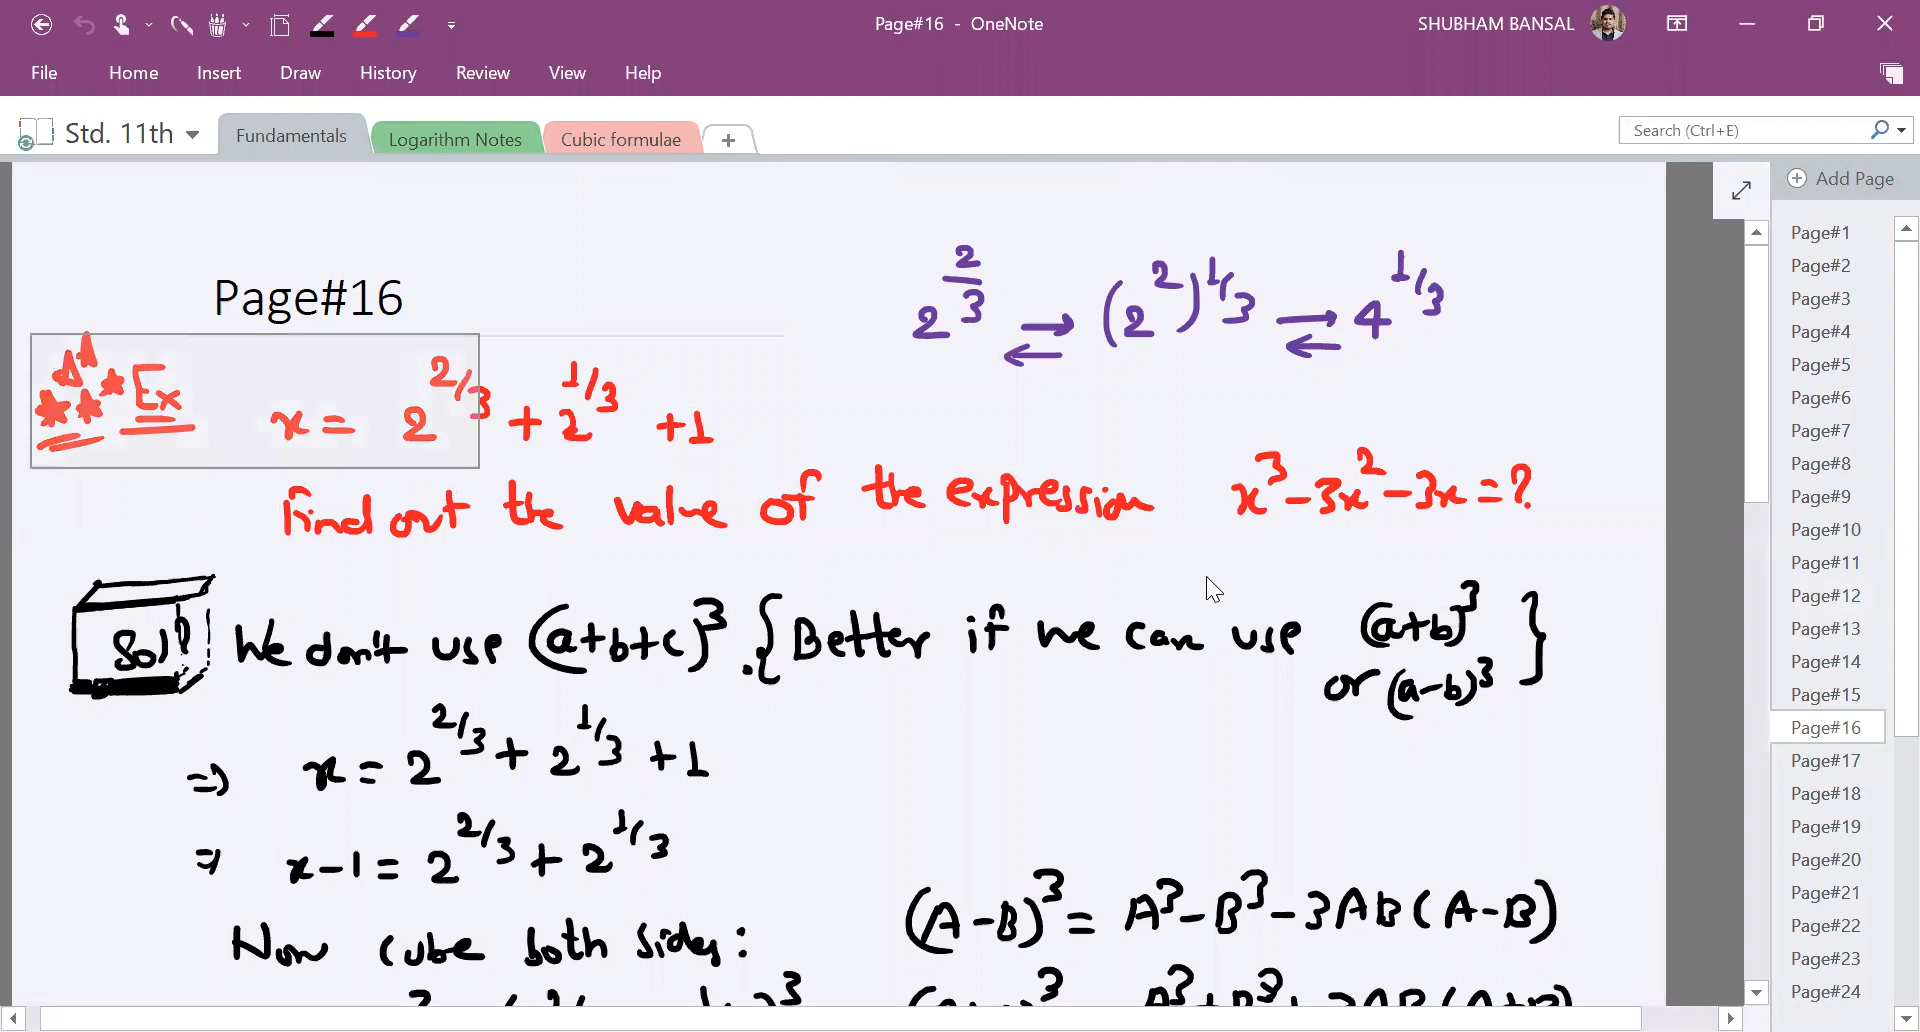 Page#16 - OneNote
SHUBHAM BANSAL
File Home Insert Draw History Review View Help
Std. 11th
Fundamentals
Logarithm Notes
Cubic formulae
+
Search (Ctrl+E)
Add Page
Page#1
Page#2
Page#3
Page#4
Page#5
Page#6
Page#7
Page#8
Page#9
Page#10
Page#11
Page#12
Page#13
Page#14
Page#15
Page#16
Page#17
Page#18
Page#19
Page#20
Page#21
Page#22
Page#23
Page#24
Page#16
2^(2/3) ⇄ (2^2)^(1/3) ⇄ 4^(1/3)
Ex x = 2^(2/3) + 2^(1/3) + 1
Find out the value of the expression x^3 - 3x^2 - 3x = ?
Sol? We don't use (a+b+c)^3. {Better if we can use (a+b)^3
or (a-b)^3}
=> x = 2^(2/3) + 2^(1/3) + 1
=> x - 1 = 2^(2/3) + 2^(1/3)
(A - B)^3 = A^3 - B^3 - 3AB(A - B)
Now cube both sides: